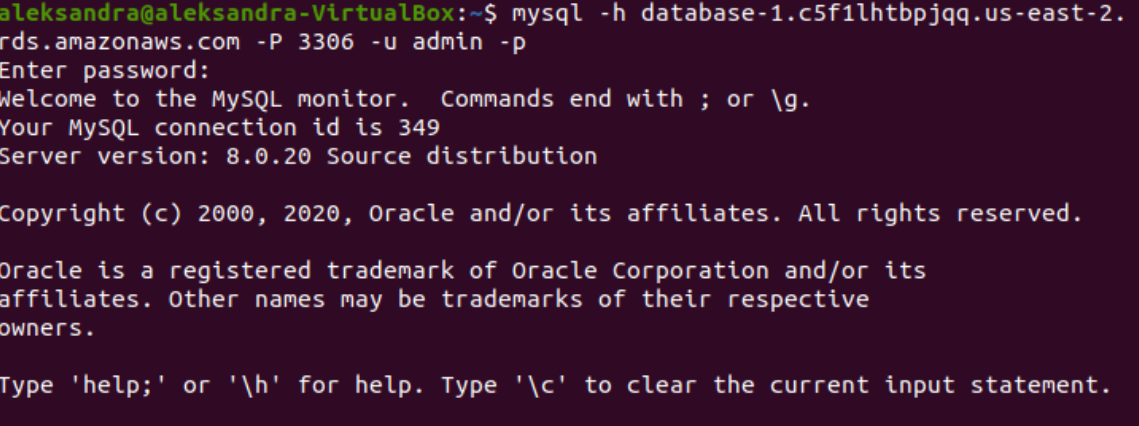 aleksandra@aleksandra-VirtualBox:~$ mysql -h database-1.c5f1lhtbpjqq.us-east-2.
rds.amazonaws.com -P 3306 -u admin -p
Enter password:
Welcome to the MySQL monitor.  Commands end with ; or \g.
Your MySQL connection id is 349
Server version: 8.0.20 Source distribution
Copyright (c) 2000, 2020, Oracle and/or its affiliates. All rights reserved.
Oracle is a registered trademark of Oracle Corporation and/or its
affiliates. Other names may be trademarks of their respective
owners.
Type 'help;' or '\h' for help. Type '\c' to clear the current input statement.